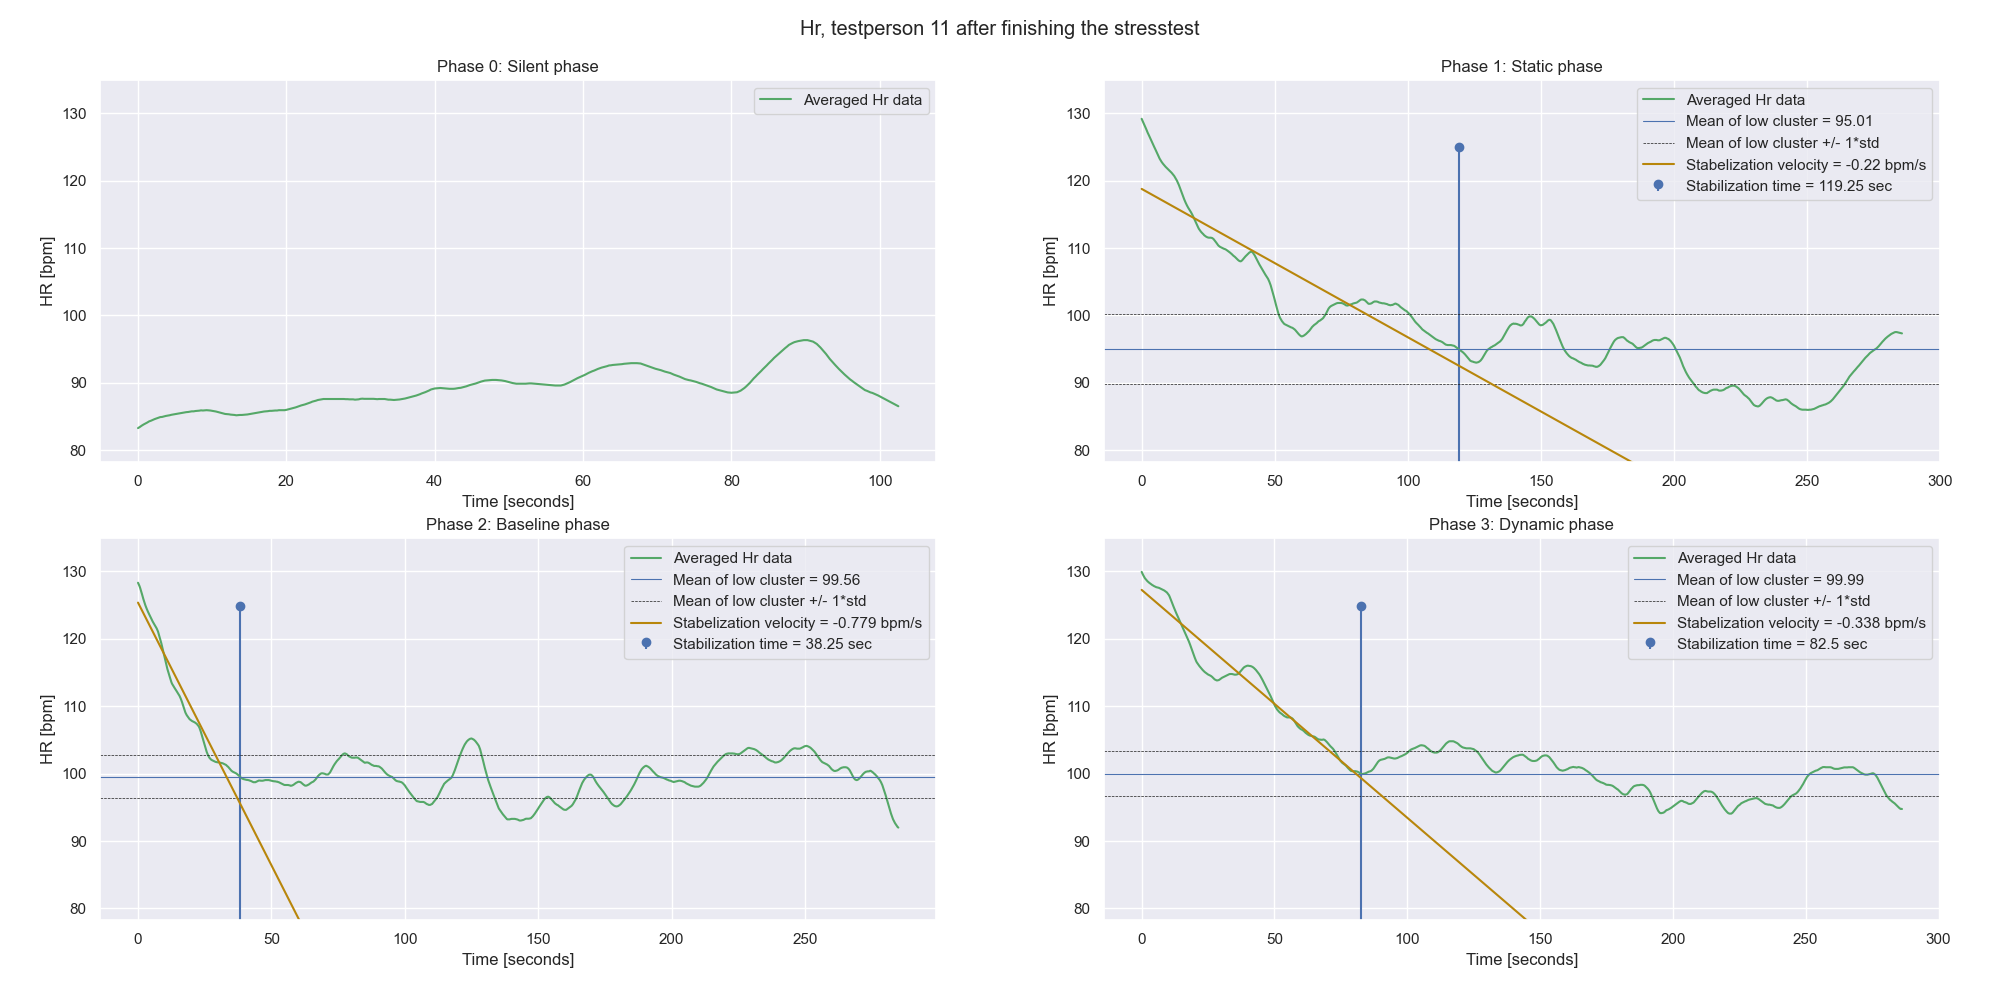 Hr, testperson 11 after finishing the stresstest
Phase 0: Silent phase
HR [bpm]
130
120
110
100
90
80
Averaged Hr data
0 20 40 60 80 100
Time [seconds]
Phase 1: Static phase
HR [bpm]
130
120
110
100
90
80
Averaged Hr data
Mean of low cluster = 95.01
Mean of low cluster +/- 1*std
Stabelization velocity = -0.22 bpm/s
Stabilization time = 119.25 sec
0 50 100 150 200 250 300
Time [seconds]
Phase 2: Baseline phase
HR [bpm]
130
120
110
100
90
80
Averaged Hr data
Mean of low cluster = 99.56
Mean of low cluster +/- 1*std
Stabelization velocity = -0.779 bpm/s
Stabilization time = 38.25 sec
0 50 100 150 200 250
Time [seconds]
Phase 3: Dynamic phase
HR [bpm]
130
120
110
100
90
80
Averaged Hr data
Mean of low cluster = 99.99
Mean of low cluster +/- 1*std
Stabelization velocity = -0.338 bpm/s
Stabilization time = 82.5 sec
0 50 100 150 200 250 300
Time [seconds]